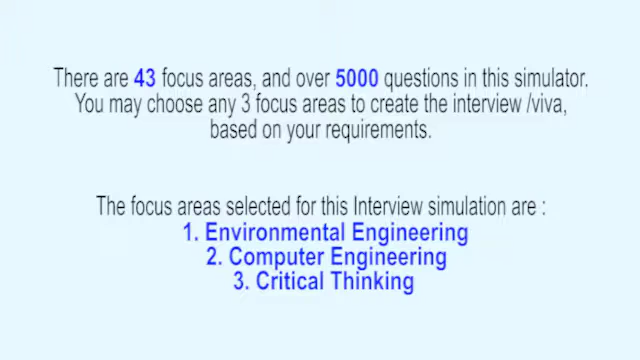 There are 43 focus areas, and over 5000 questions in this simulator.
You may choose any 3 focus areas to create the interview /viva,
based on your requirements.
The focus areas selected for this Interview simulation are :
1. Environmental Engineering
2. Computer Engineering
3. Critical Thinking